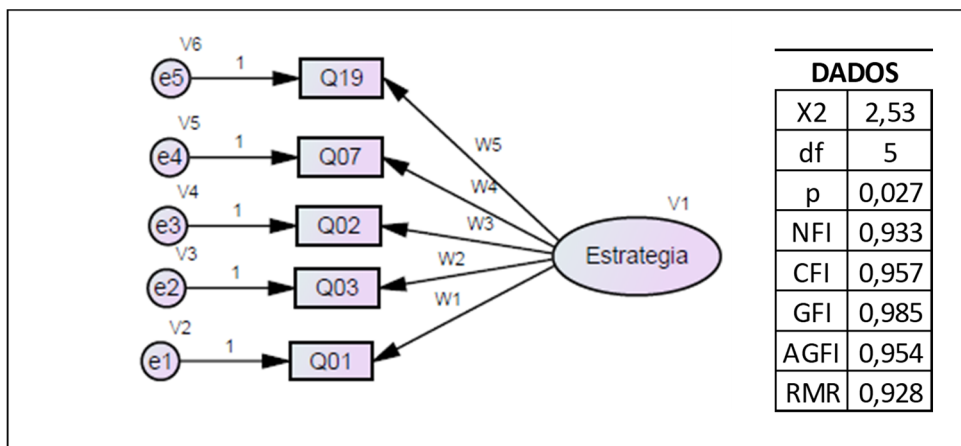 V6
e5 1 Q19
V5
e4 1 Q07
V4
e3 1 Q02
V3
e2 1 Q03
V2
e1 1 Q01
W5
W4
W3
W2
W1
V1
Estrategia
DADOS
X2 2,53
df 5
p 0,027
NFI 0,933
CFI 0,957
GFI 0,985
AGFI 0,954
RMR 0,928